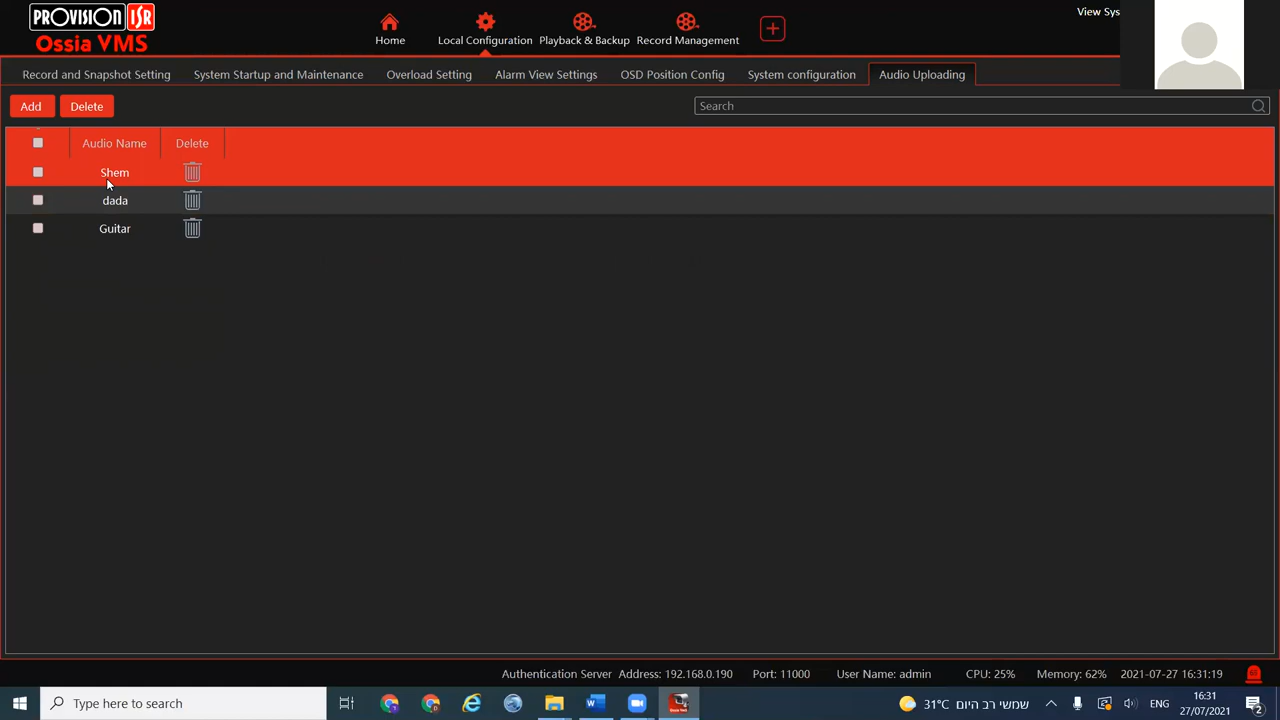 PROVISION ISR
Ossia VMS
Home
Local Configuration
Playback & Backup
Record Management
View Sys
Record and Snapshot Setting
System Startup and Maintenance
Overload Setting
Alarm View Settings
OSD Position Config
System configuration
Audio Uploading
Add
Delete
Search
Audio Name
Delete
Shem
dada
Guitar
Authentication Server Address: 192.168.0.190 Port: 11000 User Name: admin CPU: 25% Memory: 62% 2021-07-27 16:31:19
Type here to search
31°C שמשי רב היום
ENG
16:31
27/07/2021
2